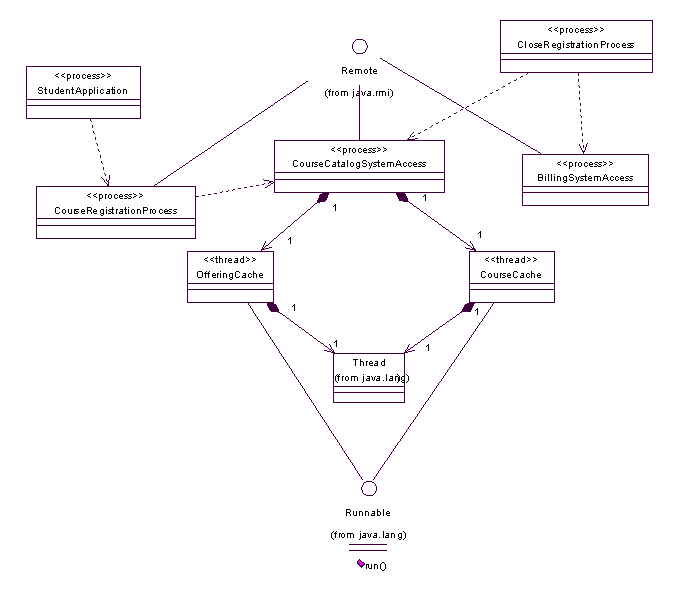 <<process>>
CloseRegistrationProcess
Remote
(from java.rmi)
<<process>>
StudentApplication
<<process>>
CourseCatalogSystemAccess
<<process>>
BillingSystemAccess
<<process>>
CourseRegistrationProcess
1
1
1
1
<<thread>>
OfferingCache
<<thread>>
CourseCache
1
1
1
1
Thread
(from java.lang)
Runnable
(from java.lang)
run()